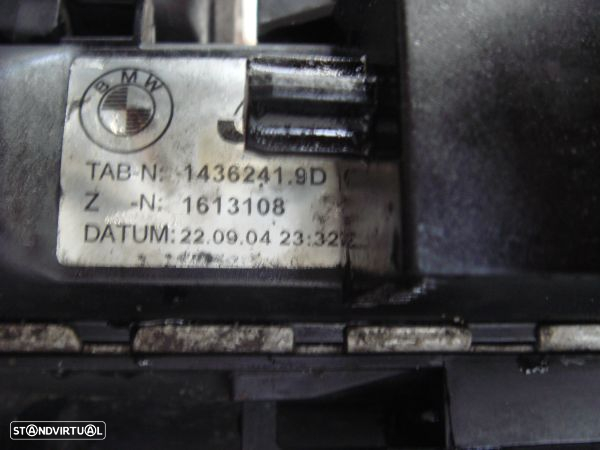 BMW
TAB-N: 1436241.9D
Z -N: 1613108
DATUM: 22.09.04 23:32
STANDVIRTUAL